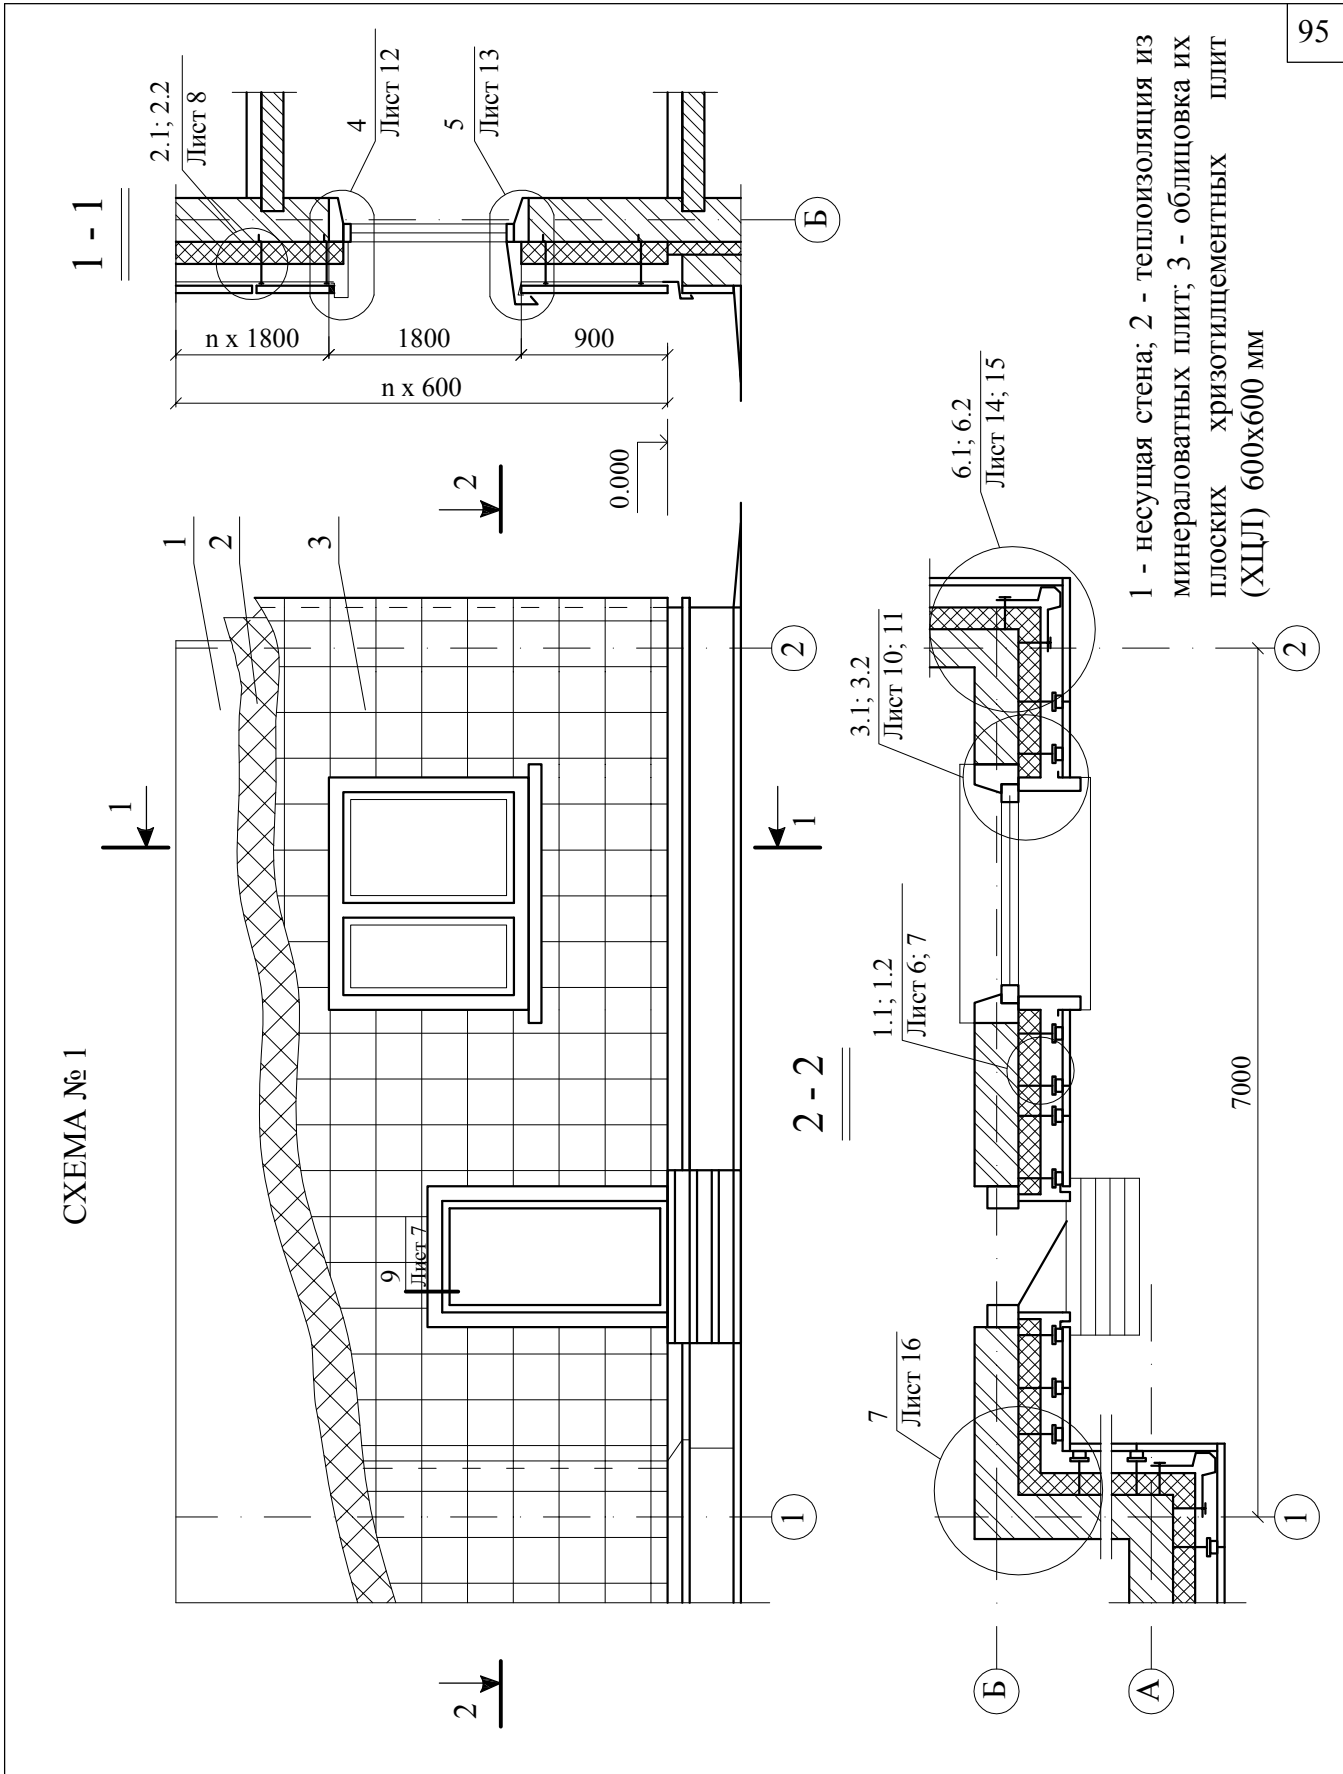 95
СХЕМА № 1
1
1
2
2
1
2
3
9
Лист 7
1
2
1 - 1
2.1; 2.2
Лист 8
4
Лист 12
5
Лист 13
Б
n x 1800
1800
900
n x 600
0.000
2 - 2
7
Лист 16
1.1; 1.2
Лист 6; 7
3.1; 3.2
Лист 10; 11
6.1; 6.2
Лист 14; 15
Б
А
7000
1
2
1 - несущая стена; 2 - теплоизоляция из
минераловатных плит; 3 - облицовка их
плоских хризотилцементных плит
(ХЦЛ) 600х600 мм